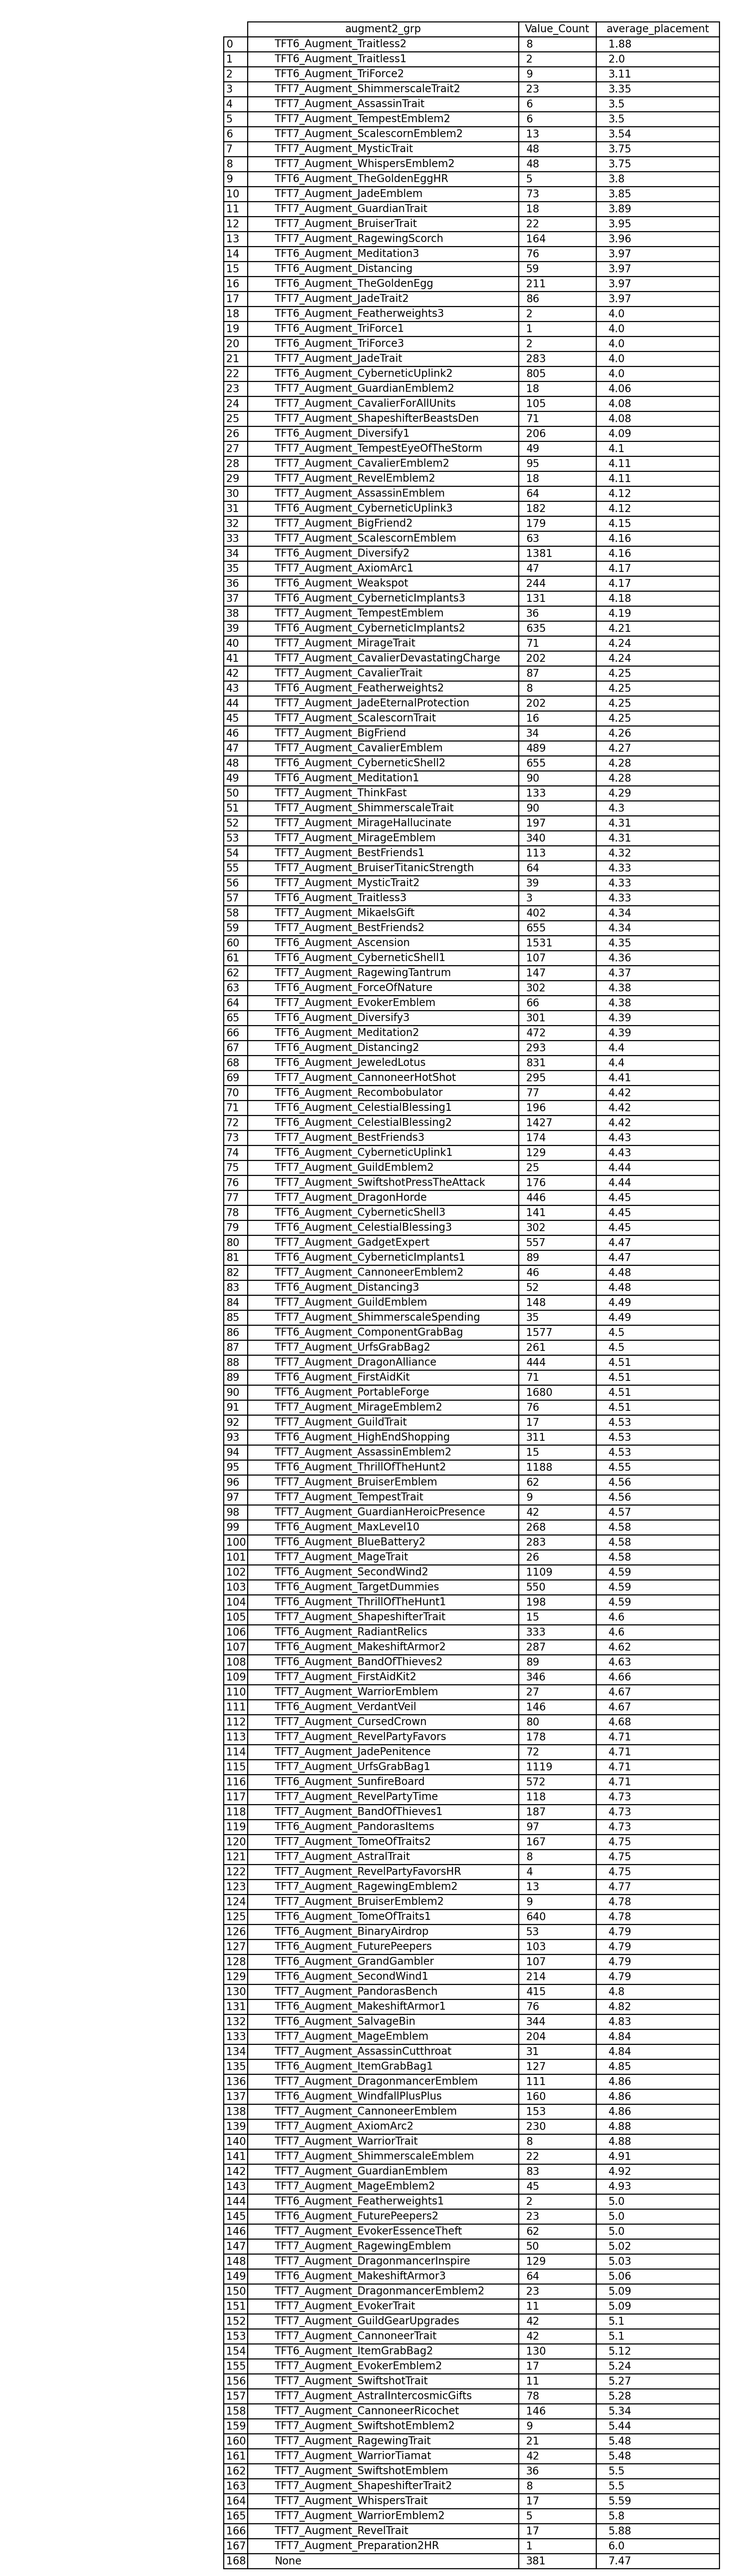 augment2_grp Value_Count average_placement
0 TFT6_Augment_Traitless2 8 1.88
1 TFT6_Augment_Traitless1 2 2.0
2 TFT6_Augment_TriForce2 9 3.11
3 TFT7_Augment_ShimmerscaleTrait2 23 3.35
4 TFT7_Augment_AssassinTrait 6 3.5
5 TFT7_Augment_TempestEmblem2 6 3.5
6 TFT7_Augment_ScalescornEmblem2 13 3.54
7 TFT7_Augment_MysticTrait 48 3.75
8 TFT7_Augment_WhispersEmblem2 48 3.75
9 TFT6_Augment_TheGoldenEggHR 5 3.8
10 TFT7_Augment_JadeEmblem 73 3.85
11 TFT7_Augment_GuardianTrait 18 3.89
12 TFT7_Augment_BruiserTrait 22 3.95
13 TFT7_Augment_RagewingScorch 164 3.96
14 TFT6_Augment_Meditation3 76 3.97
15 TFT6_Augment_Distancing 59 3.97
16 TFT6_Augment_TheGoldenEgg 211 3.97
17 TFT7_Augment_JadeTrait2 86 3.97
18 TFT6_Augment_Featherweights3 2 4.0
19 TFT6_Augment_TriForce1 1 4.0
20 TFT6_Augment_TriForce3 2 4.0
21 TFT7_Augment_JadeTrait 283 4.0
22 TFT6_Augment_CyberneticUplink2 805 4.0
23 TFT7_Augment_GuardianEmblem2 18 4.06
24 TFT7_Augment_CavalierForAllUnits 105 4.08
25 TFT7_Augment_ShapeshifterBeastsDen 71 4.08
26 TFT6_Augment_Diversify1 206 4.09
27 TFT7_Augment_TempestEyeOfTheStorm 49 4.1
28 TFT7_Augment_CavalierEmblem2 95 4.11
29 TFT7_Augment_RevelEmblem2 18 4.11
30 TFT7_Augment_AssassinEmblem 64 4.12
31 TFT6_Augment_CyberneticUplink3 182 4.12
32 TFT7_Augment_BigFriend2 179 4.15
33 TFT7_Augment_ScalescornEmblem 63 4.16
34 TFT6_Augment_Diversify2 1381 4.16
35 TFT7_Augment_AxiomArc1 47 4.17
36 TFT6_Augment_Weakspot 244 4.17
37 TFT6_Augment_CyberneticImplants3 131 4.18
38 TFT7_Augment_TempestEmblem 36 4.19
39 TFT6_Augment_CyberneticImplants2 635 4.21
40 TFT7_Augment_MirageTrait 71 4.24
41 TFT7_Augment_CavalierDevastatingCharge 202 4.24
42 TFT7_Augment_CavalierTrait 87 4.25
43 TFT6_Augment_Featherweights2 8 4.25
44 TFT7_Augment_JadeEternalProtection 202 4.25
45 TFT7_Augment_ScalescornTrait 16 4.25
46 TFT7_Augment_BigFriend 34 4.26
47 TFT7_Augment_CavalierEmblem 489 4.27
48 TFT6_Augment_CyberneticShell2 655 4.28
49 TFT6_Augment_Meditation1 90 4.28
50 TFT7_Augment_ThinkFast 133 4.29
51 TFT7_Augment_ShimmerscaleTrait 90 4.3
52 TFT7_Augment_MirageHallucinate 197 4.31
53 TFT7_Augment_MirageEmblem 340 4.31
54 TFT7_Augment_BestFriends1 113 4.32
55 TFT7_Augment_BruiserTitanicStrength 64 4.33
56 TFT7_Augment_MysticTrait2 39 4.33
57 TFT6_Augment_Traitless3 3 4.33
58 TFT7_Augment_MikaelsGift 402 4.34
59 TFT7_Augment_BestFriends2 655 4.34
60 TFT6_Augment_Ascension 1531 4.35
61 TFT6_Augment_CyberneticShell1 107 4.36
62 TFT7_Augment_RagewingTantrum 147 4.37
63 TFT6_Augment_ForceOfNature 302 4.38
64 TFT7_Augment_EvokerEmblem 66 4.38
65 TFT6_Augment_Diversify3 301 4.39
66 TFT6_Augment_Meditation2 472 4.39
67 TFT6_Augment_Distancing2 293 4.4
68 TFT6_Augment_JeweledLotus 831 4.4
69 TFT7_Augment_CannoneerHotShot 295 4.41
70 TFT6_Augment_Recombobulator 77 4.42
71 TFT6_Augment_CelestialBlessing1 196 4.42
72 TFT6_Augment_CelestialBlessing2 1427 4.42
73 TFT7_Augment_BestFriends3 174 4.43
74 TFT6_Augment_CyberneticUplink1 129 4.43
75 TFT7_Augment_GuildEmblem2 25 4.44
76 TFT7_Augment_SwiftshotPressTheAttack 176 4.44
77 TFT7_Augment_DragonHorde 446 4.45
78 TFT6_Augment_CyberneticShell3 141 4.45
79 TFT6_Augment_CelestialBlessing3 302 4.45
80 TFT7_Augment_GadgetExpert 557 4.47
81 TFT6_Augment_CyberneticImplants1 89 4.47
82 TFT7_Augment_CannoneerEmblem2 46 4.48
83 TFT6_Augment_Distancing3 52 4.48
84 TFT7_Augment_GuildEmblem 148 4.49
85 TFT7_Augment_ShimmerscaleSpending 35 4.49
86 TFT6_Augment_ComponentGrabBag 1577 4.5
87 TFT7_Augment_UrfsGrabBag2 261 4.5
88 TFT7_Augment_DragonAlliance 444 4.51
89 TFT6_Augment_FirstAidKit 71 4.51
90 TFT6_Augment_PortableForge 1680 4.51
91 TFT7_Augment_MirageEmblem2 76 4.51
92 TFT7_Augment_GuildTrait 17 4.53
93 TFT6_Augment_HighEndShopping 311 4.53
94 TFT7_Augment_AssassinEmblem2 15 4.53
95 TFT6_Augment_ThrillOfTheHunt2 1188 4.55
96 TFT7_Augment_BruiserEmblem 62 4.56
97 TFT7_Augment_TempestTrait 9 4.56
98 TFT7_Augment_GuardianHeroicPresence 42 4.57
99 TFT6_Augment_MaxLevel10 268 4.58
100 TFT6_Augment_BlueBattery2 283 4.58
101 TFT7_Augment_MageTrait 26 4.58
102 TFT6_Augment_SecondWind2 1109 4.59
103 TFT6_Augment_TargetDummies 550 4.59
104 TFT6_Augment_ThrillOfTheHunt1 198 4.59
105 TFT7_Augment_ShapeshifterTrait 15 4.6
106 TFT6_Augment_RadiantRelics 333 4.6
107 TFT6_Augment_MakeshiftArmor2 287 4.62
108 TFT6_Augment_BandOfThieves2 89 4.63
109 TFT7_Augment_FirstAidKit2 346 4.66
110 TFT7_Augment_WarriorEmblem 27 4.67
111 TFT6_Augment_VerdantVeil 146 4.67
112 TFT7_Augment_CursedCrown 80 4.68
113 TFT7_Augment_RevelPartyFavors 178 4.71
114 TFT7_Augment_JadePenitence 72 4.71
115 TFT7_Augment_UrfsGrabBag1 1119 4.71
116 TFT6_Augment_SunfireBoard 572 4.71
117 TFT7_Augment_RevelPartyTime 118 4.73
118 TFT7_Augment_BandOfThieves1 187 4.73
119 TFT6_Augment_PandorasItems 97 4.73
120 TFT7_Augment_TomeOfTraits2 167 4.75
121 TFT7_Augment_AstralTrait 8 4.75
122 TFT7_Augment_RevelPartyFavorsHR 4 4.75
123 TFT7_Augment_RagewingEmblem2 13 4.77
124 TFT7_Augment_BruiserEmblem2 9 4.78
125 TFT6_Augment_TomeOfTraits1 640 4.78
126 TFT6_Augment_BinaryAirdrop 53 4.79
127 TFT6_Augment_FuturePeepers 103 4.79
128 TFT6_Augment_GrandGambler 107 4.79
129 TFT6_Augment_SecondWind1 214 4.79
130 TFT7_Augment_PandorasBench 415 4.8
131 TFT6_Augment_MakeshiftArmor1 76 4.82
132 TFT6_Augment_SalvageBin 344 4.83
133 TFT7_Augment_MageEmblem 204 4.84
134 TFT7_Augment_AssassinCutthroat 31 4.84
135 TFT6_Augment_ItemGrabBag1 127 4.85
136 TFT7_Augment_DragonmancerEmblem 111 4.86
137 TFT6_Augment_WindfallPlusPlus 160 4.86
138 TFT7_Augment_CannoneerEmblem 153 4.86
139 TFT7_Augment_AxiomArc2 230 4.88
140 TFT7_Augment_WarriorTrait 8 4.88
141 TFT7_Augment_ShimmerscaleEmblem 22 4.91
142 TFT7_Augment_GuardianEmblem 83 4.92
143 TFT7_Augment_MageEmblem2 45 4.93
144 TFT6_Augment_Featherweights1 2 5.0
145 TFT6_Augment_FuturePeepers2 23 5.0
146 TFT7_Augment_EvokerEssenceTheft 62 5.0
147 TFT7_Augment_RagewingEmblem 50 5.02
148 TFT7_Augment_DragonmancerInspire 129 5.03
149 TFT6_Augment_MakeshiftArmor3 64 5.06
150 TFT7_Augment_DragonmancerEmblem2 23 5.09
151 TFT7_Augment_EvokerTrait 11 5.09
152 TFT7_Augment_GuildGearUpgrades 42 5.1
153 TFT7_Augment_CannoneerTrait 42 5.1
154 TFT6_Augment_ItemGrabBag2 130 5.12
155 TFT7_Augment_EvokerEmblem2 17 5.24
156 TFT7_Augment_SwiftshotTrait 11 5.27
157 TFT7_Augment_AstralIntercosmicGifts 78 5.28
158 TFT7_Augment_CannoneerRicochet 146 5.34
159 TFT7_Augment_SwiftshotEmblem2 9 5.44
160 TFT7_Augment_RagewingTrait 21 5.48
161 TFT7_Augment_WarriorTiamat 42 5.48
162 TFT7_Augment_SwiftshotEmblem 36 5.5
163 TFT7_Augment_ShapeshifterTrait2 8 5.5
164 TFT7_Augment_WhispersTrait 17 5.59
165 TFT7_Augment_WarriorEmblem2 5 5.8
166 TFT7_Augment_RevelTrait 17 5.88
167 TFT7_Augment_Preparation2HR 1 6.0
168 None 381 7.47